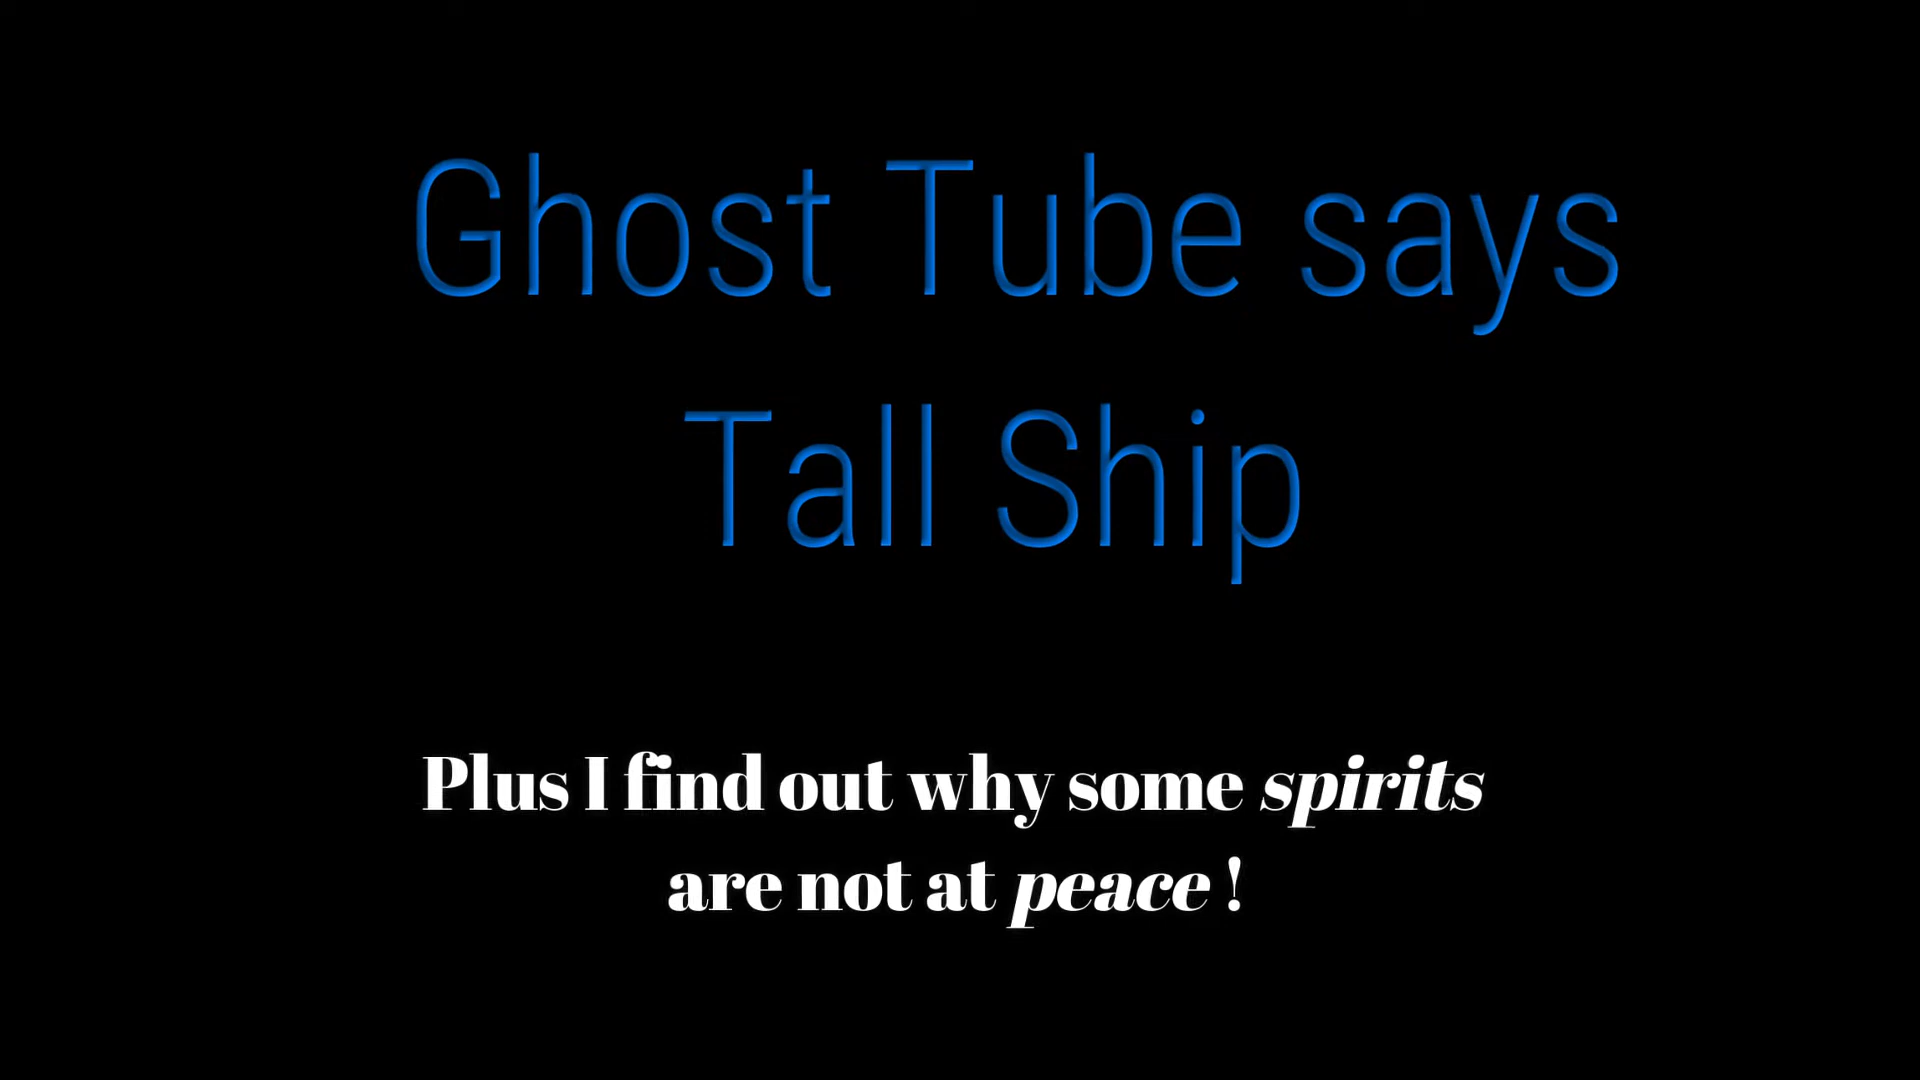 Ghost Tube says
Tall Ship
Plus I find out why some spirits
are not at peace !